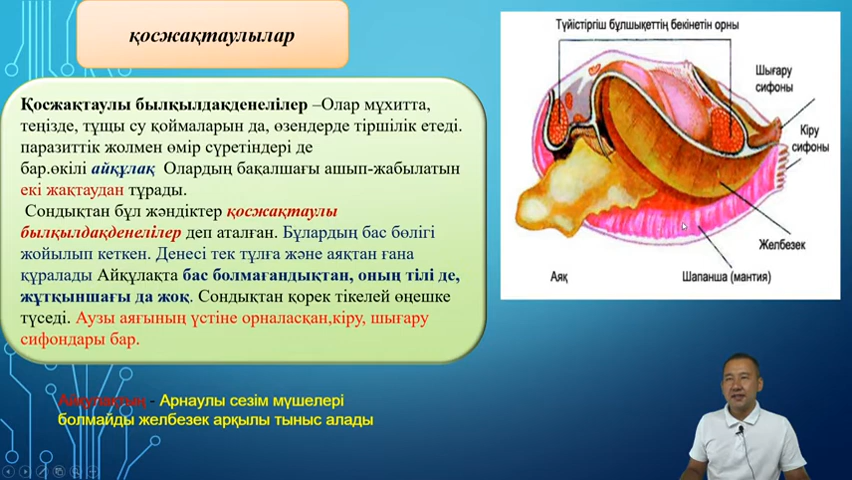 қосжақтаулылар
Қосжақтаулы былқылдақденелілер –Олар мұхитта,
теңізде, тұщы су қоймаларын да, өзендерде тіршілік етеді.
паразиттік жолмен өмір сүретіндері де
бар.өкілі айқұлақ Олардың бақалшағы ашып-жабылатын
екі жақтаудан тұрады.
Сондықтан бұл жәндіктер қосжақтаулы
былқылдақденелілер деп аталған. Бұлардың бас бөлігі
жойылып кеткен. Денесі тек тұлға және аяқтан ғана
құралады Айқұлақта бас болмағандықтан, оның тілі де,
жұтқыншағы да жоқ. Сондықтан қорек тікелей өңешке
түседі. Аузы аяғының үстіне орналасқан,кіру, шығару
сифондары бар.
Айқұлақтың - Арнаулы сезім мүшелері
болмайды желбезек арқылы тыныс алады
Түйістіргіш бұлшықеттің бекінетін орны
Шығару
сифоны
Кіру
сифоны
Желбезек
Аяқ
Шапанша (мантия)